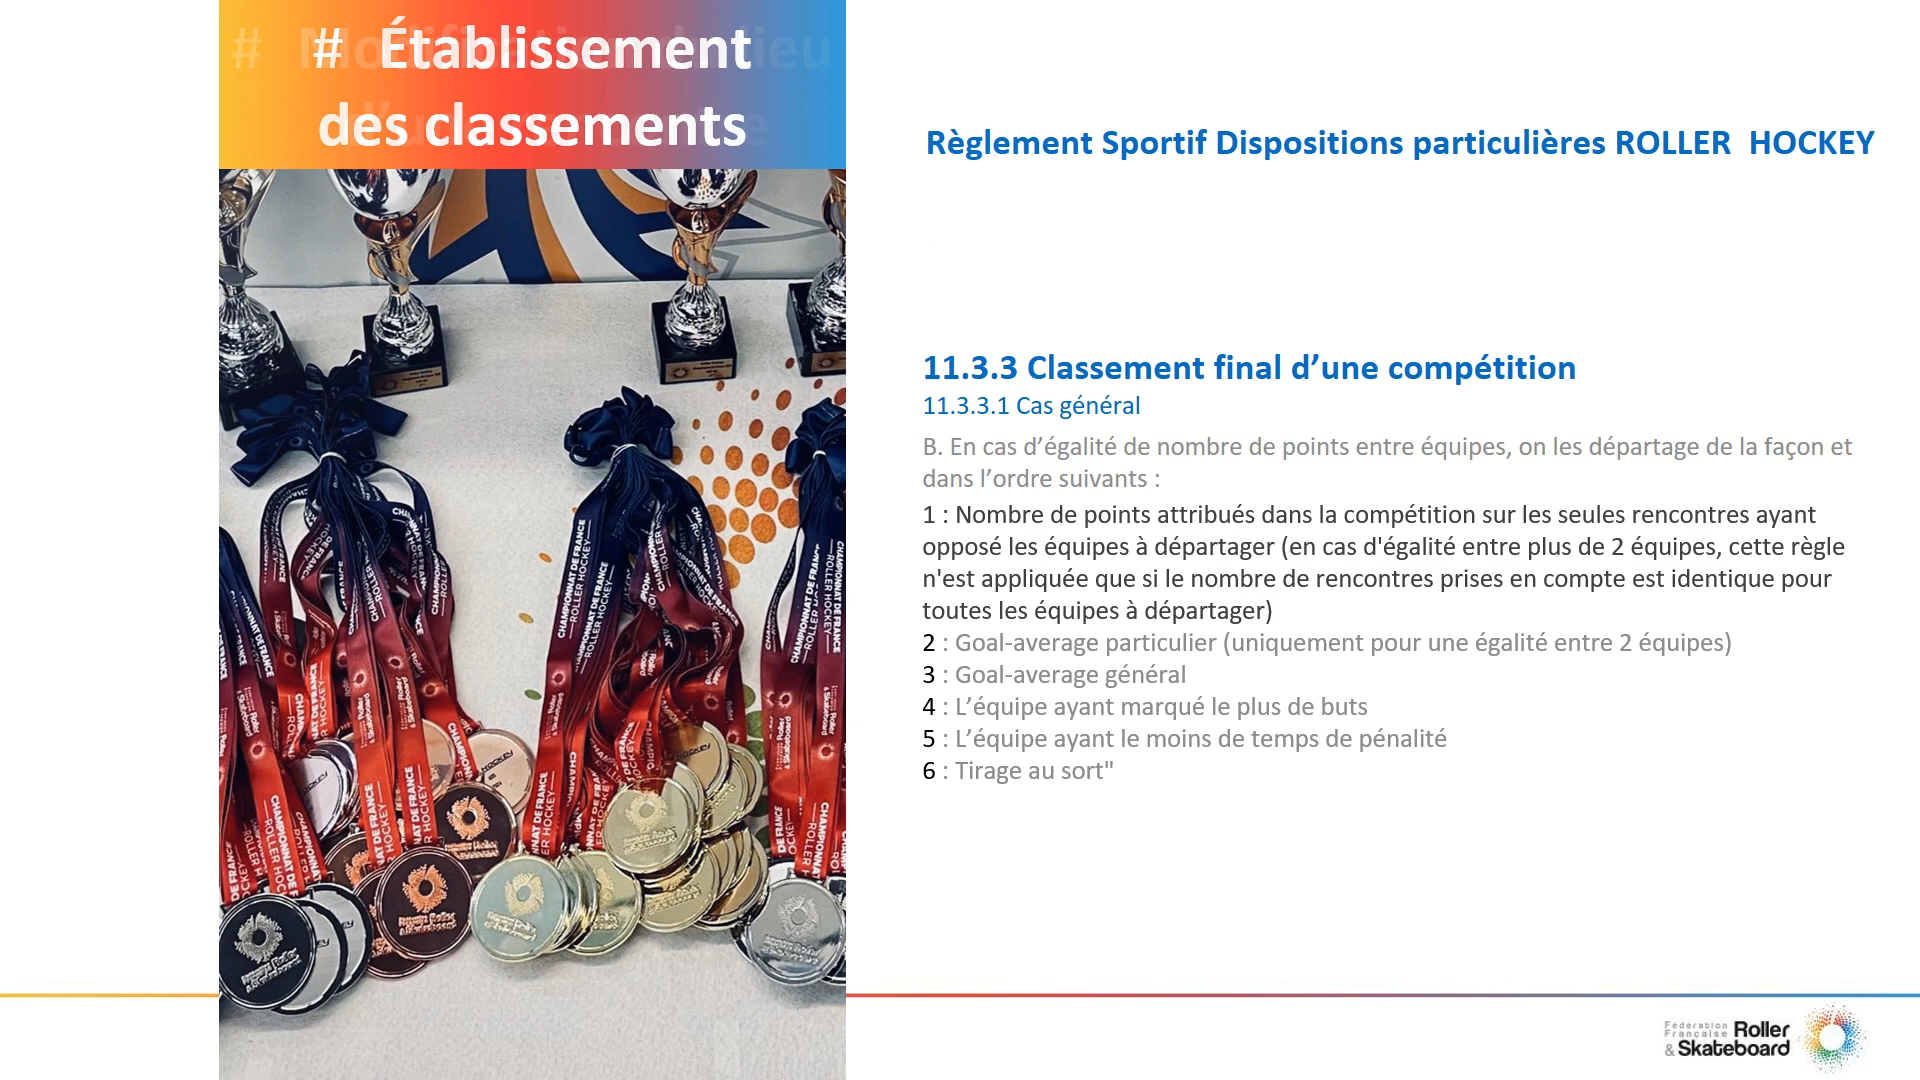 # Établissement
des classements
Règlement Sportif Dispositions particulières ROLLER HOCKEY
11.3.3 Classement final d’une compétition
11.3.3.1 Cas général
B. En cas d’égalité de nombre de points entre équipes, on les départage de la façon et
dans l’ordre suivants :
1 : Nombre de points attribués dans la compétition sur les seules rencontres ayant
opposé les équipes à départager (en cas d'égalité entre plus de 2 équipes, cette règle
n'est appliquée que si le nombre de rencontres prises en compte est identique pour
toutes les équipes à départager)
2 : Goal-average particulier (uniquement pour une égalité entre 2 équipes)
3 : Goal-average général
4 : L’équipe ayant marqué le plus de buts
5 : L’équipe ayant le moins de temps de pénalité
6 : Tirage au sort"
CHAMPIONNAT DE FRANCE
ROLLER HOCKEY
Fédération
Française Roller
& Skateboard